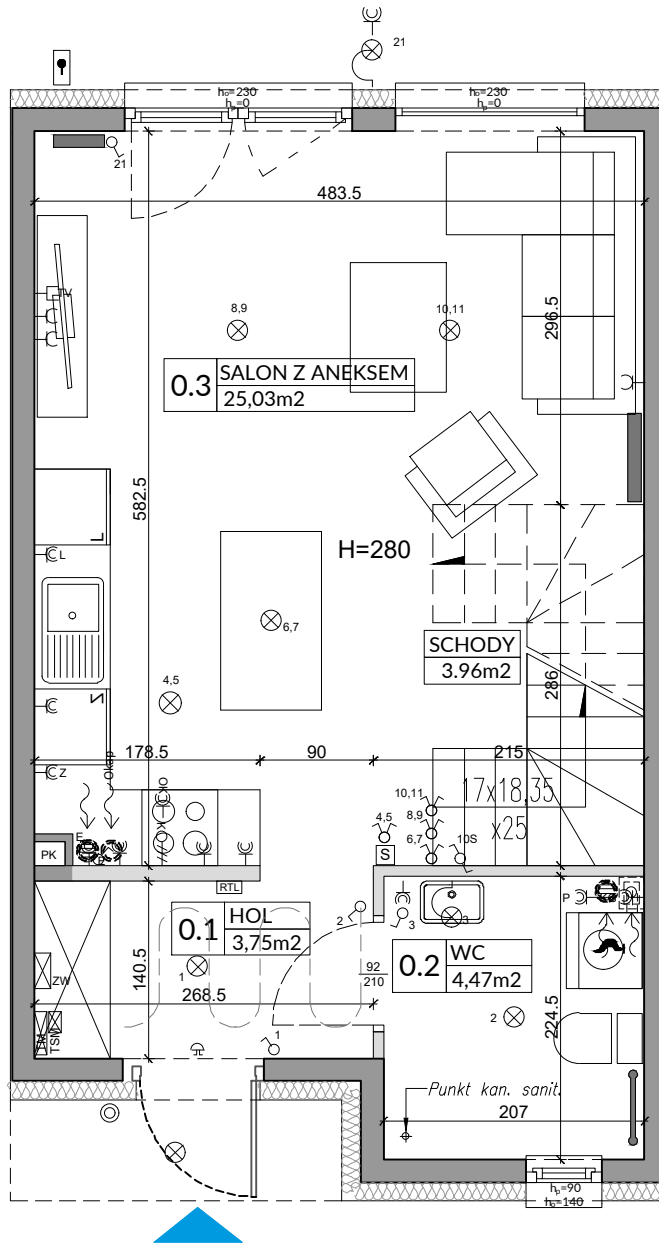 21
h₀=230
hₚ=0
h₀=230
hₚ=0
21
483.5
TV
8,9
10,11
296.5
0.3
SALON Z ANEKSEM
25,03m2
582.5
L
L
H=280
6,7
SCHODY
3.96m2
286
4,5
Z
178.5
90
215
Z
Okap
10,11
17x18,35
x25
8,9
4,5
6,7
10S
S
E
PK
RTL
0.1
HOL
3,75m2
2
3
3
P
0.2
WC
4,47m2
92
210
140.5
1
ZW
268.5
2
224.5
TM
TSM
1
Punkt kan. sanit.
207
hₚ=90
h₀=140